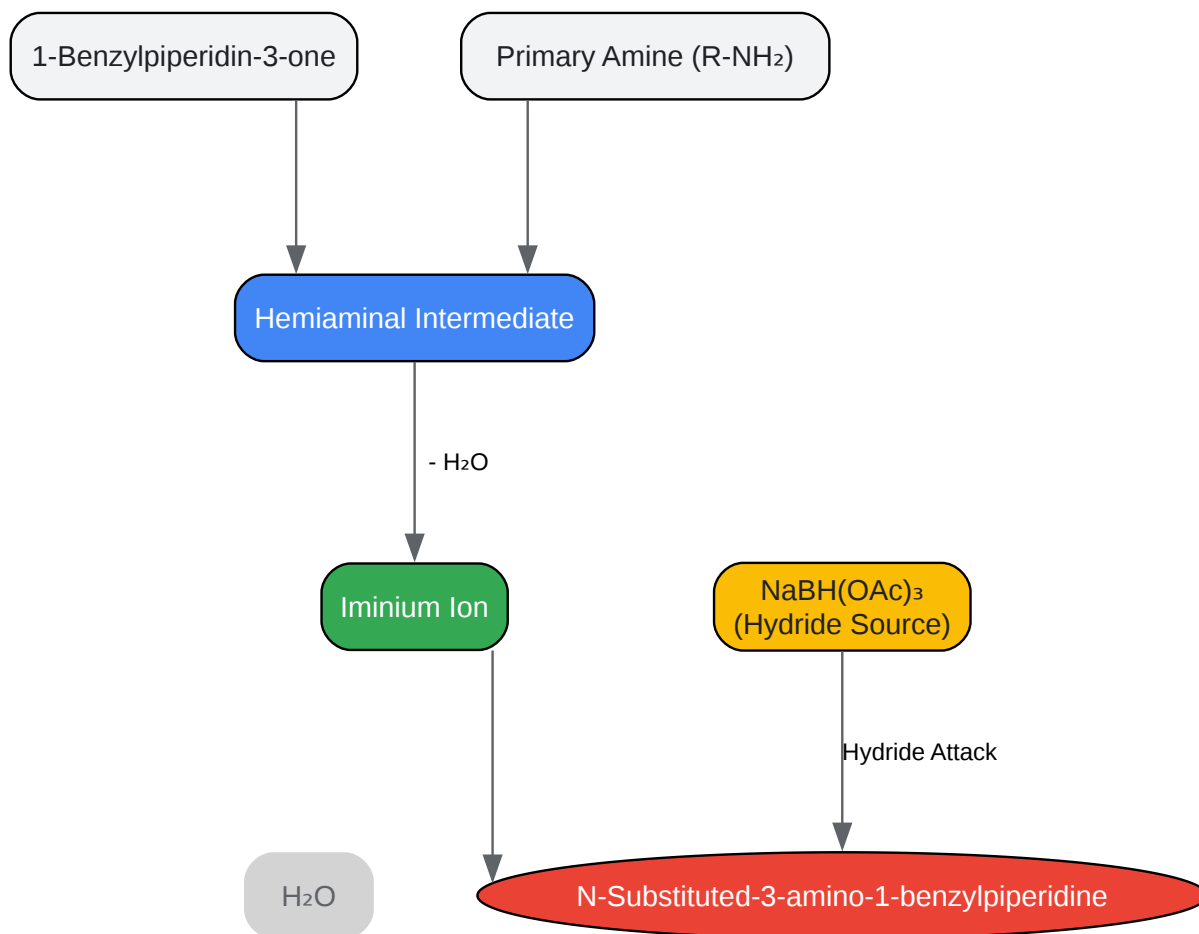 1-Benzylpiperidin-3-one
Primary Amine (R-NH₂)
Hemiaminal Intermediate
- H₂O
Iminium Ion
NaBH(OAc)₃
(Hydride Source)
Hydride Attack
H₂O
N-Substituted-3-amino-1-benzylpiperidine